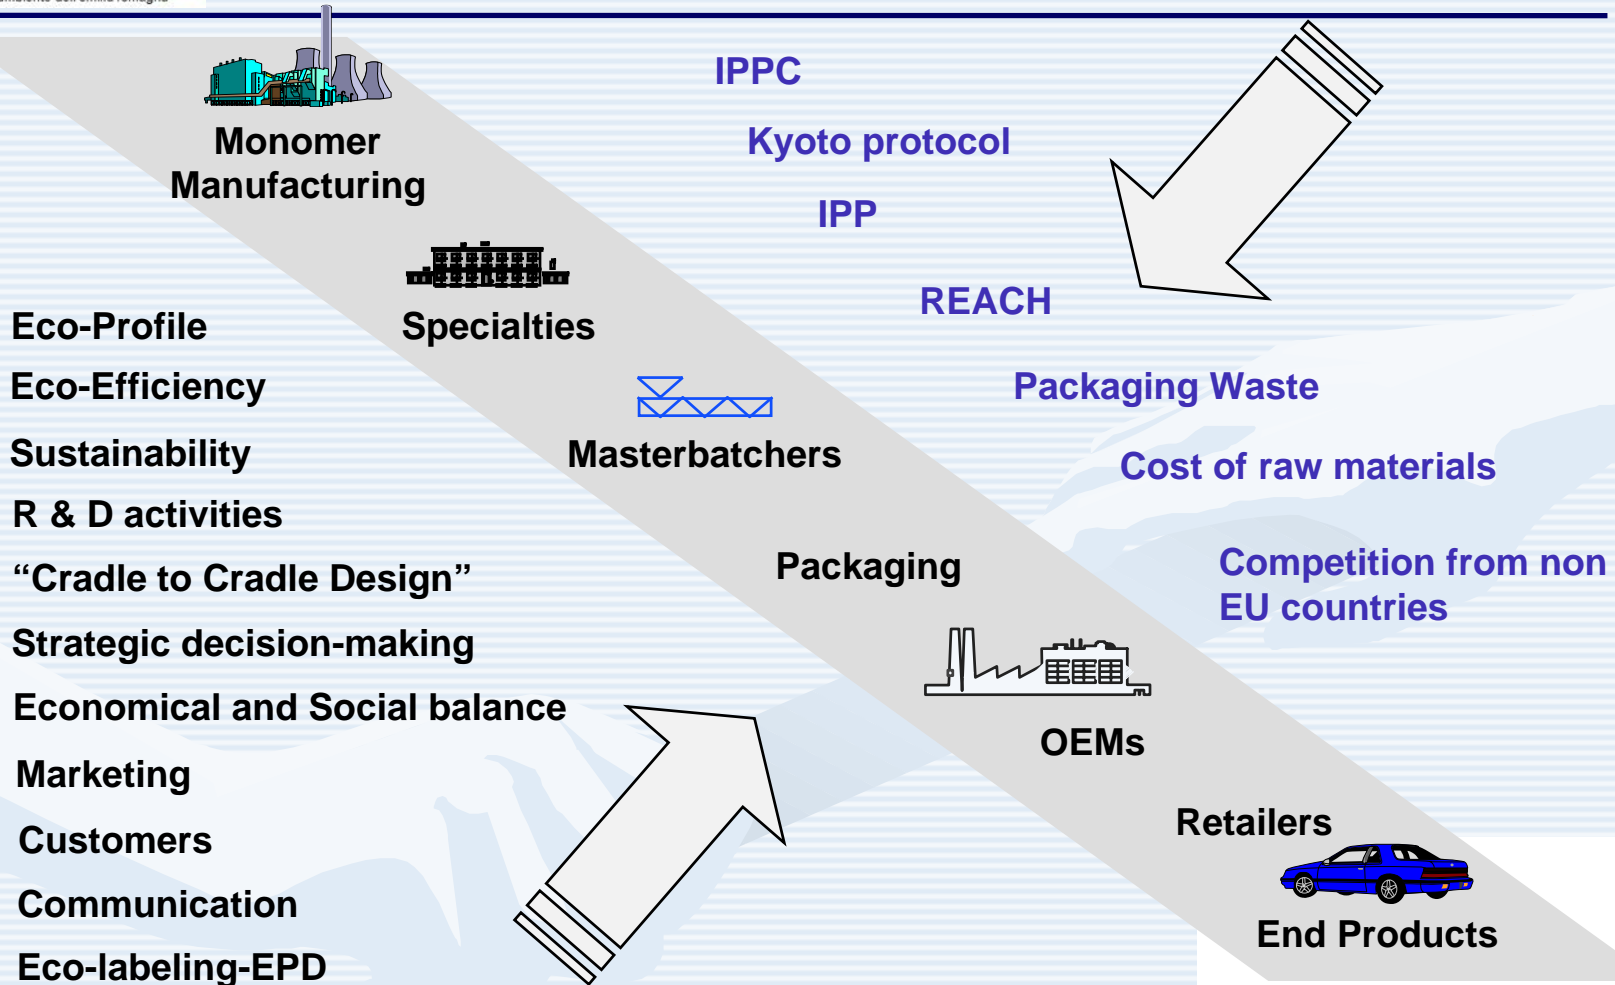 IPPC
Monomer
Manufacturing
Kyoto protocol
IPP
REACH
Eco-Profile
Specialties
Eco-Efficiency
Packaging Waste
Sustainability
Masterbatchers
Cost of raw materials
R & D activities
“Cradle to Cradle Design”
Packaging
Competition from non
EU countries
Strategic decision-making
Economical and Social balance
OEMs
Marketing
Retailers
Customers
Communication
End Products
Eco-labeling-EPD